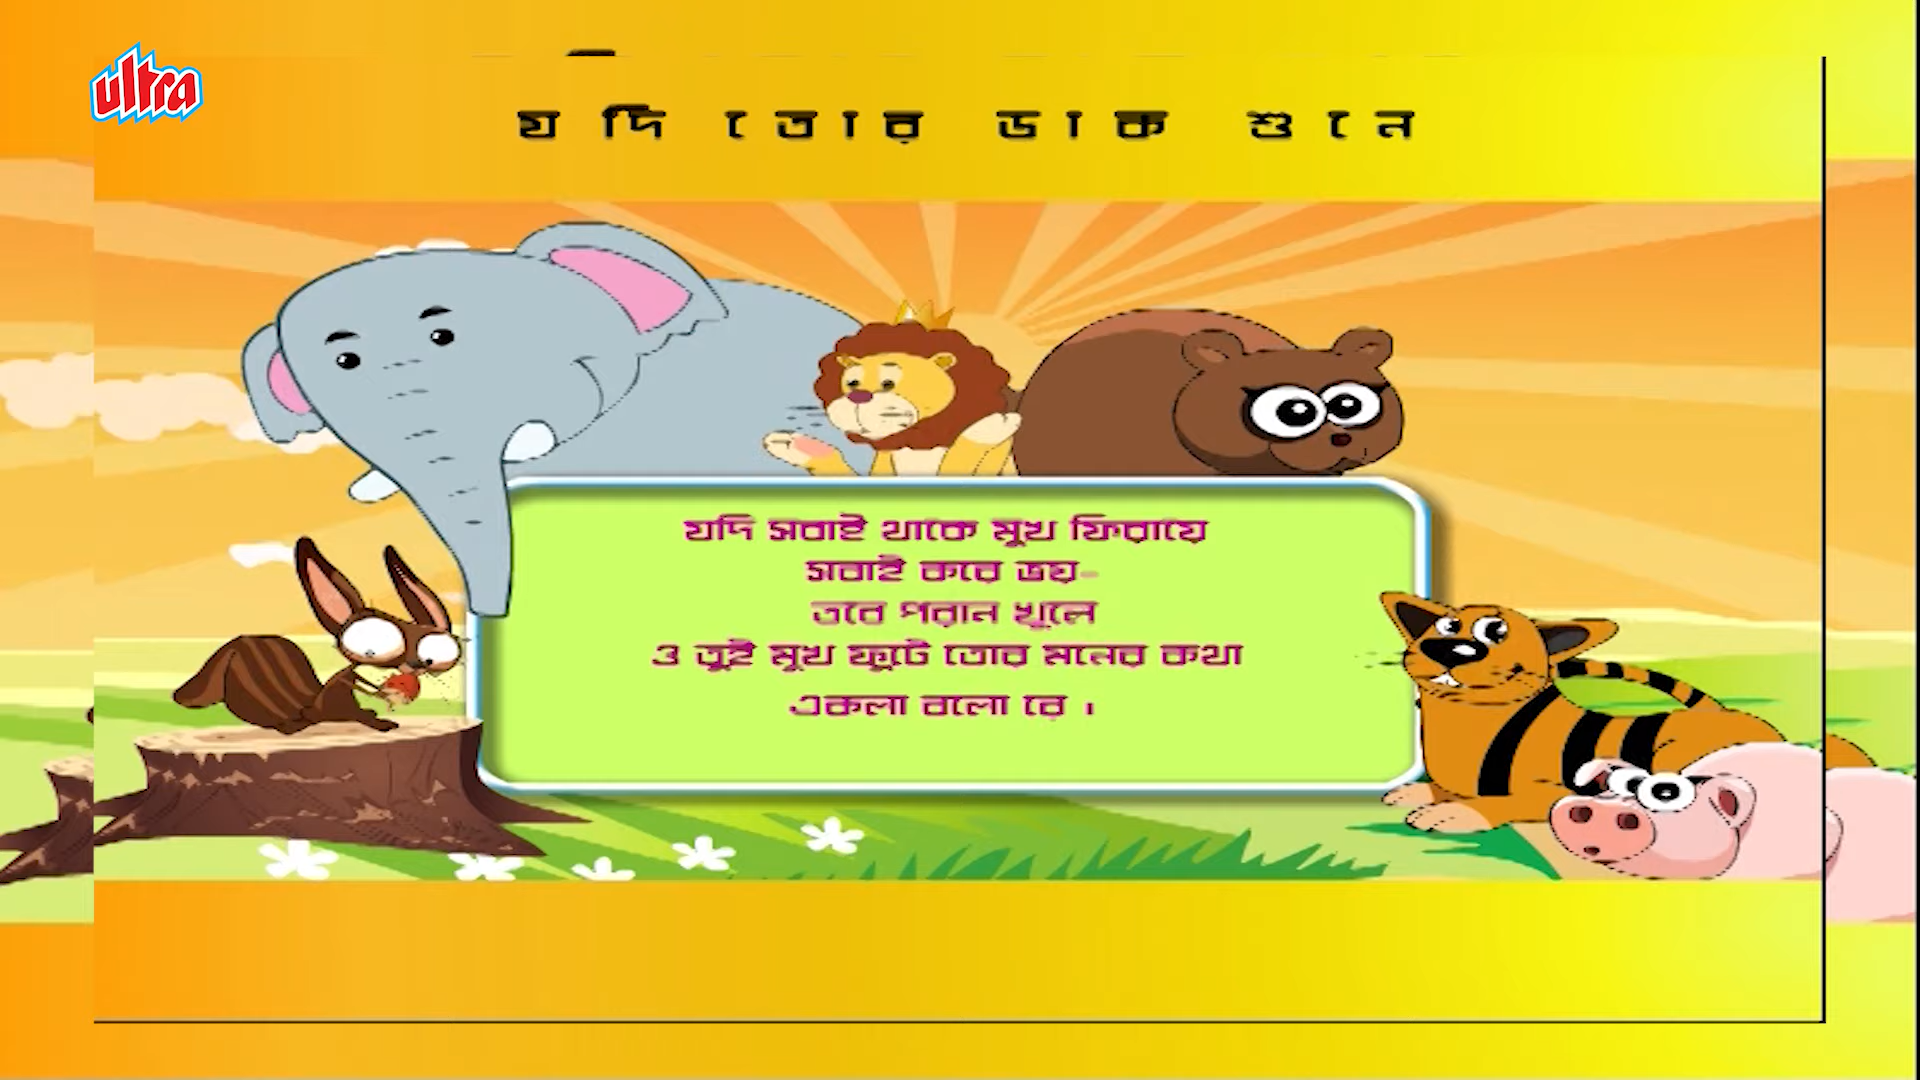 ultra
যদি তোর ডাক শুনে
যদি সবাই থাকে মুখ ফিরায়ে
সবাই করে ভয়-
তবে পরান খুলে
ও তুই মুখ ফুটে তোর মনের কথা
একলা বলো রে ।